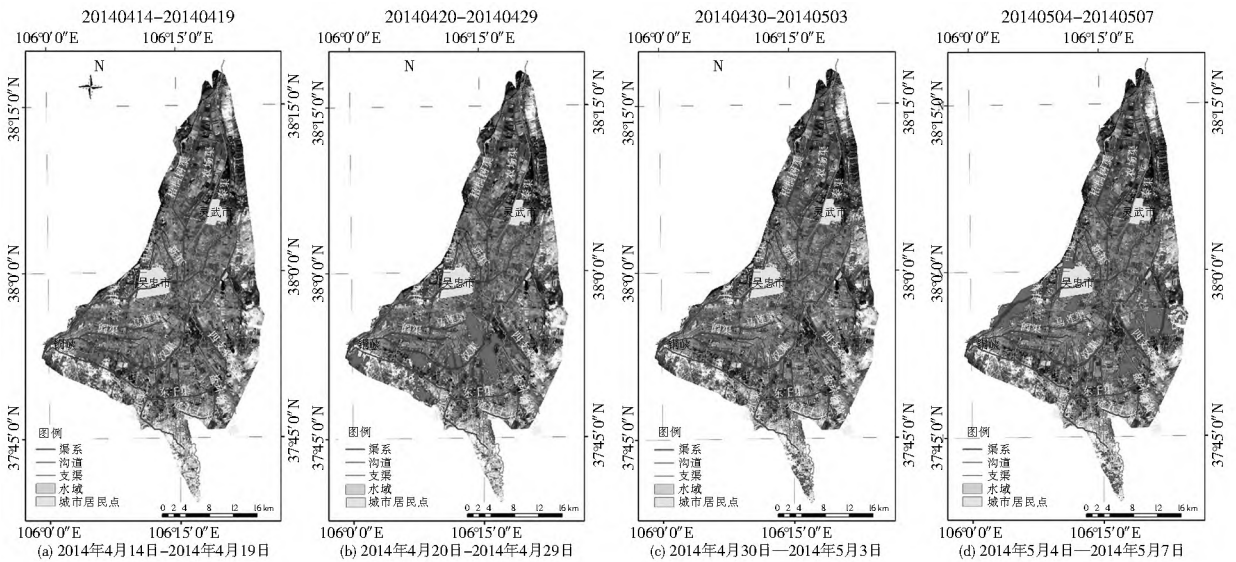 20140414-20140419
20140420-20140429
20140430-20140503
20140504-20140507
106°0′0″E 106°15′0″E
106°0′0″E 106°15′0″E
106°0′0″E 106°15′0″E
106°0′0″E 106°15′0″E
N
N
N
38°15′0″N
38°15′0″N
38°15′0″N
38°15′0″N
38°15′0″N
灵武市
灵武市
灵武市
灵武市
38°0′0″N
38°0′0″N
38°0′0″N
38°0′0″N
38°0′0″N
吴忠市
吴忠市
吴忠市
吴忠市
37°45′0″N
37°45′0″N
37°45′0″N
37°45′0″N
37°45′0″N
图例
渠系
沟道
支渠
水域
城市居民点
0 2 4 8 12 16 km
图例
渠系
沟道
支渠
水域
城市居民点
0 2 4 8 12 16 km
图例
渠系
沟道
支渠
水域
城市居民点
0 2 4 8 12 16 km
图例
渠系
沟道
支渠
水域
城市居民点
0 2 4 8 12 16 km
106°0′0″E 106°15′0″E
106°0′0″E 106°15′0″E
106°0′0″E 106°15′0″E
106°0′0″E 106°15′0″E
(a) 2014年4月14日-2014年4月19日
(b) 2014年4月20日-2014年4月29日
(c) 2014年4月30日—2014年5月3日
(d) 2014年5月4日—2014年5月7日